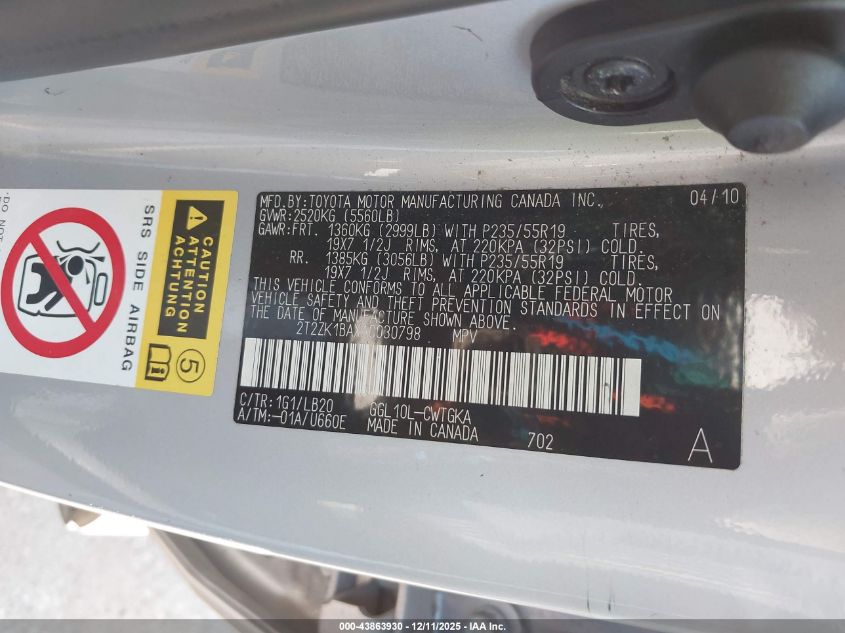 MFD.BY:TOYOTA MOTOR MANUFACTURING CANADA INC. 04/10
GVWR:2520KG (5560LB)
GAWR:FRT. 1360KG (2999LB) WITH P235/55R19 TIRES,
19X7 1/2J RIMS, AT 220KPA (32PSI) COLD.
RR. 1385KG (3056LB) WITH P235/55R19 TIRES,
19X7 1/2J RIMS, AT 220KPA (32PSI) COLD.
THIS VEHICLE CONFORMS TO ALL APPLICABLE FEDERAL MOTOR
VEHICLE SAFETY AND THEFT PREVENTION STANDARDS IN EFFECT ON
THE DATE OF MANUFACTURE SHOWN ABOVE.
MPV
C/TR:1G1/LB20 GGL10L-CWTGKA
A/TM:-01A/U660E MADE IN CANADA 702 A
SRS SIDE AIRBAG
CAUTION
ATTENTION
ACHTUNG
5
000-43863930 - 12/11/2025 - IAA Inc.